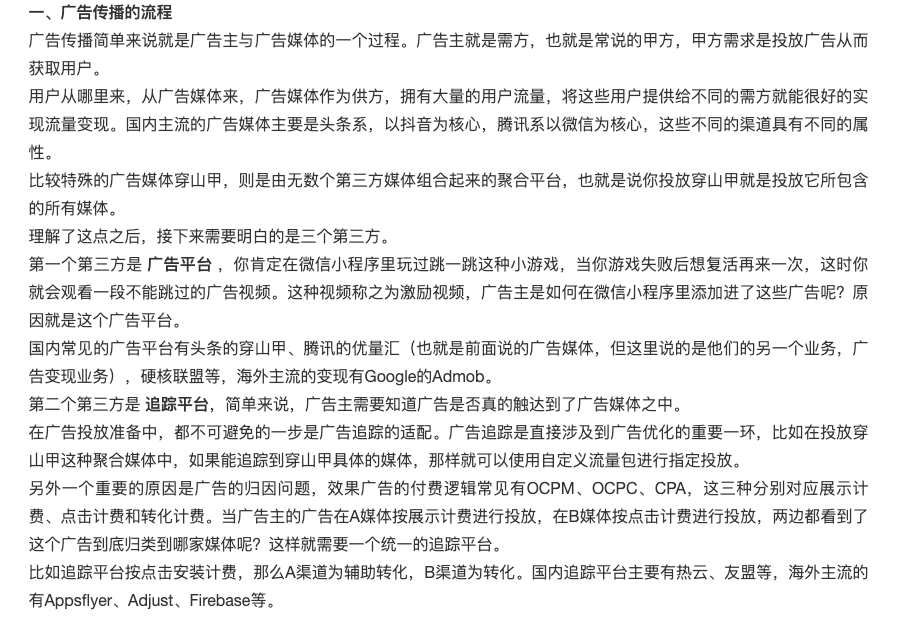 一、广告传播的流程
广告传播简单来说就是广告主与广告媒体的一个过程。广告主就是需方，也就是常说的甲方，甲方需求是投放广告从而
获取用户。
用户从哪里来，从广告媒体来，广告媒体作为供方，拥有大量的用户流量，将这些用户提供给不同的需方就能很好的实
现流量变现。国内主流的广告媒体主要是头条系，以抖音为核心，腾讯系以微信为核心，这些不同的渠道具有不同的属
性。
比较特殊的广告媒体穿山甲，则是由无数个第三方媒体组合起来的聚合平台，也就是说你投放穿山甲就是投放它所包含
的所有媒体。
理解了这点之后，接下来需要明白的是三个第三方。
第一个第三方是 广告平台 ，你肯定在微信小程序里玩过跳一跳这种小游戏，当你游戏失败后想复活再来一次，这时你
就会观看一段不能跳过的广告视频。这种视频称之为激励视频，广告主是如何在微信小程序里添加进了这些广告呢？原
因就是这个广告平台。
国内常见的广告平台有头条的穿山甲、腾讯的优量汇（也就是前面说的广告媒体，但这里说的是他们的另一个业务，广
告变现业务），硬核联盟等，海外主流的变现有Google的Admob。
第二个第三方是 追踪平台，简单来说，广告主需要知道广告是否真的触达到了广告媒体之中。
在广告投放准备中，都不可避免的一步是广告追踪的适配。广告追踪是直接涉及到广告优化的重要一环，比如在投放穿
山甲这种聚合媒体中，如果能追踪到穿山甲具体的媒体，那样就可以使用自定义流量包进行指定投放。
另外一个重要的原因是广告的归因问题，效果广告的付费逻辑常见有OCPM、OCPC、CPA，这三种分别对应展示计
费、点击计费和转化计费。当广告主的广告在A媒体按展示计费进行投放，在B媒体按点击计费进行投放，两边都看到了
这个广告到底归类到哪家媒体呢？这样就需要一个统一的追踪平台。
比如追踪平台按点击安装计费，那么A渠道为辅助转化，B渠道为转化。国内追踪平台主要有热云、友盟等，海外主流的
有Appsflyer、Adjust、Firebase等。